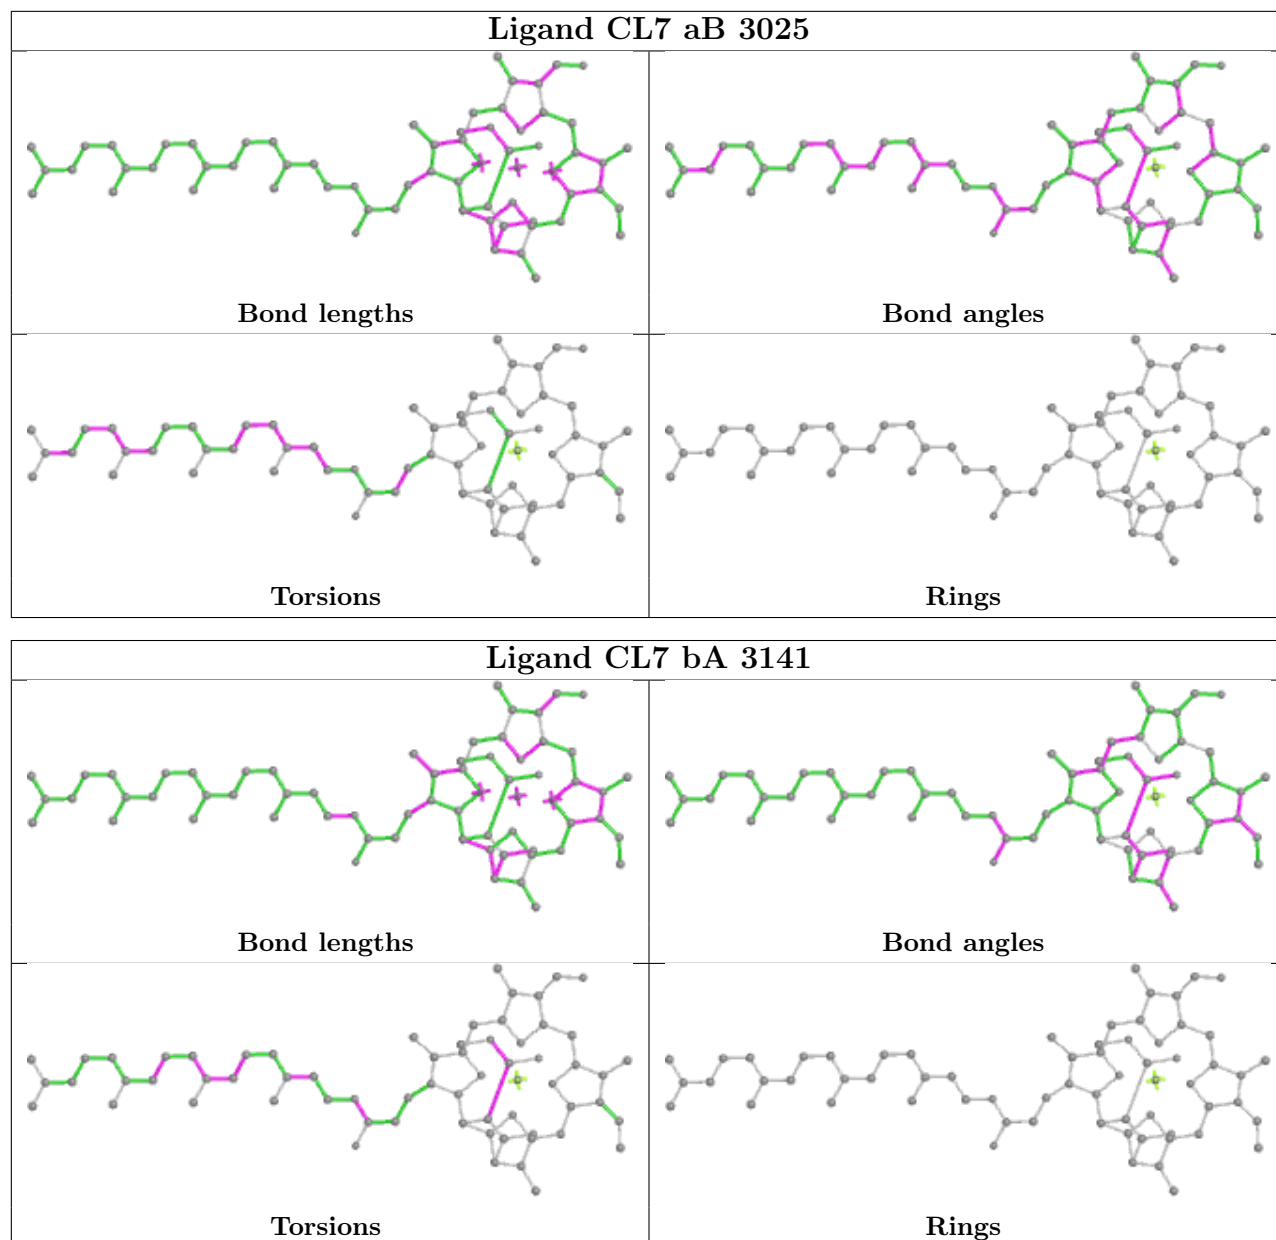 Ligand CL7 aB 3025
Bond lengths
Bond angles
Torsions
Rings
Ligand CL7 bA 3141
Bond lengths
Bond angles
Torsions
Rings